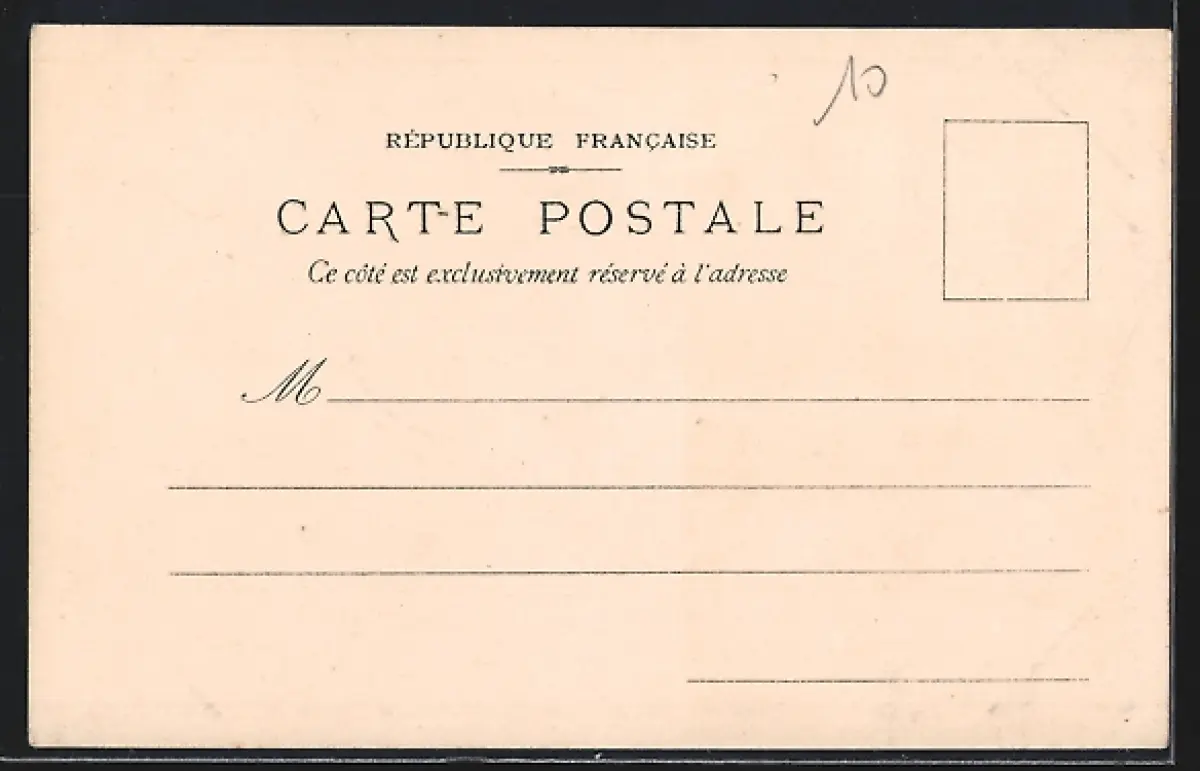 10
RÉPUBLIQUE FRANÇAISE
CARTE POSTALE
Ce côté est exclusivement réservé à l'adresse
M